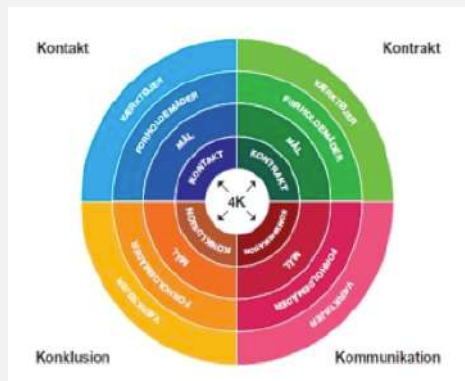 Kontakt
Kontrakt
VÆRKTØJER
FORHOLDEMÅDER
MÅL
KONTAKT
VÆRKTØJER
FORHOLDEMÅDER
MÅL
KONTRAKT
4K
KONKLUSION
MÅL
FORHOLDEMÅDER
VÆRKTØJER
KOMMUNIKATION
MÅL
FORHOLDEMÅDER
VÆRKTØJER
Konklusion
Kommunikation